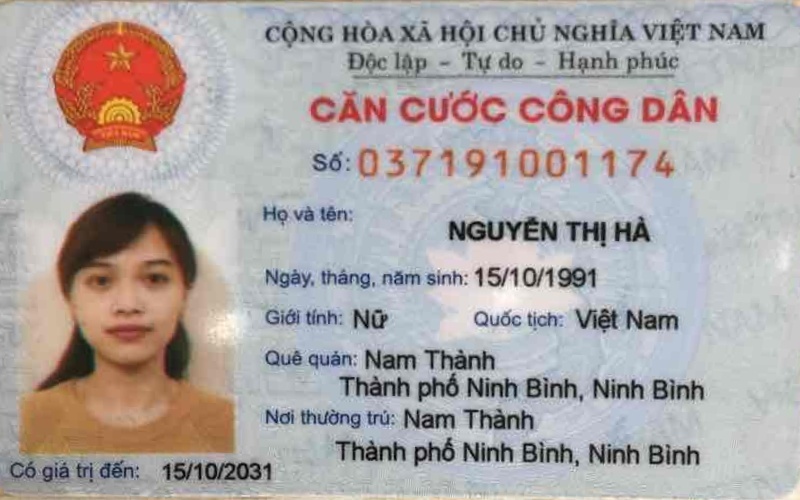 CỘNG HÒA XÃ HỘI CHỦ NGHĨA VIỆT NAM
Độc lập - Tự do - Hạnh phúc
CĂN CƯỚC CÔNG DÂN
Số: 037191001174
Họ và tên: NGUYỄN THỊ HÀ
Ngày, tháng, năm sinh: 15/10/1991
Giới tính: Nữ Quốc tịch: Việt Nam
Quê quán: Nam Thành
Thành phố Ninh Bình, Ninh Bình
Nơi thường trú: Nam Thành
Thành phố Ninh Bình, Ninh Bình
Có giá trị đến: 15/10/2031